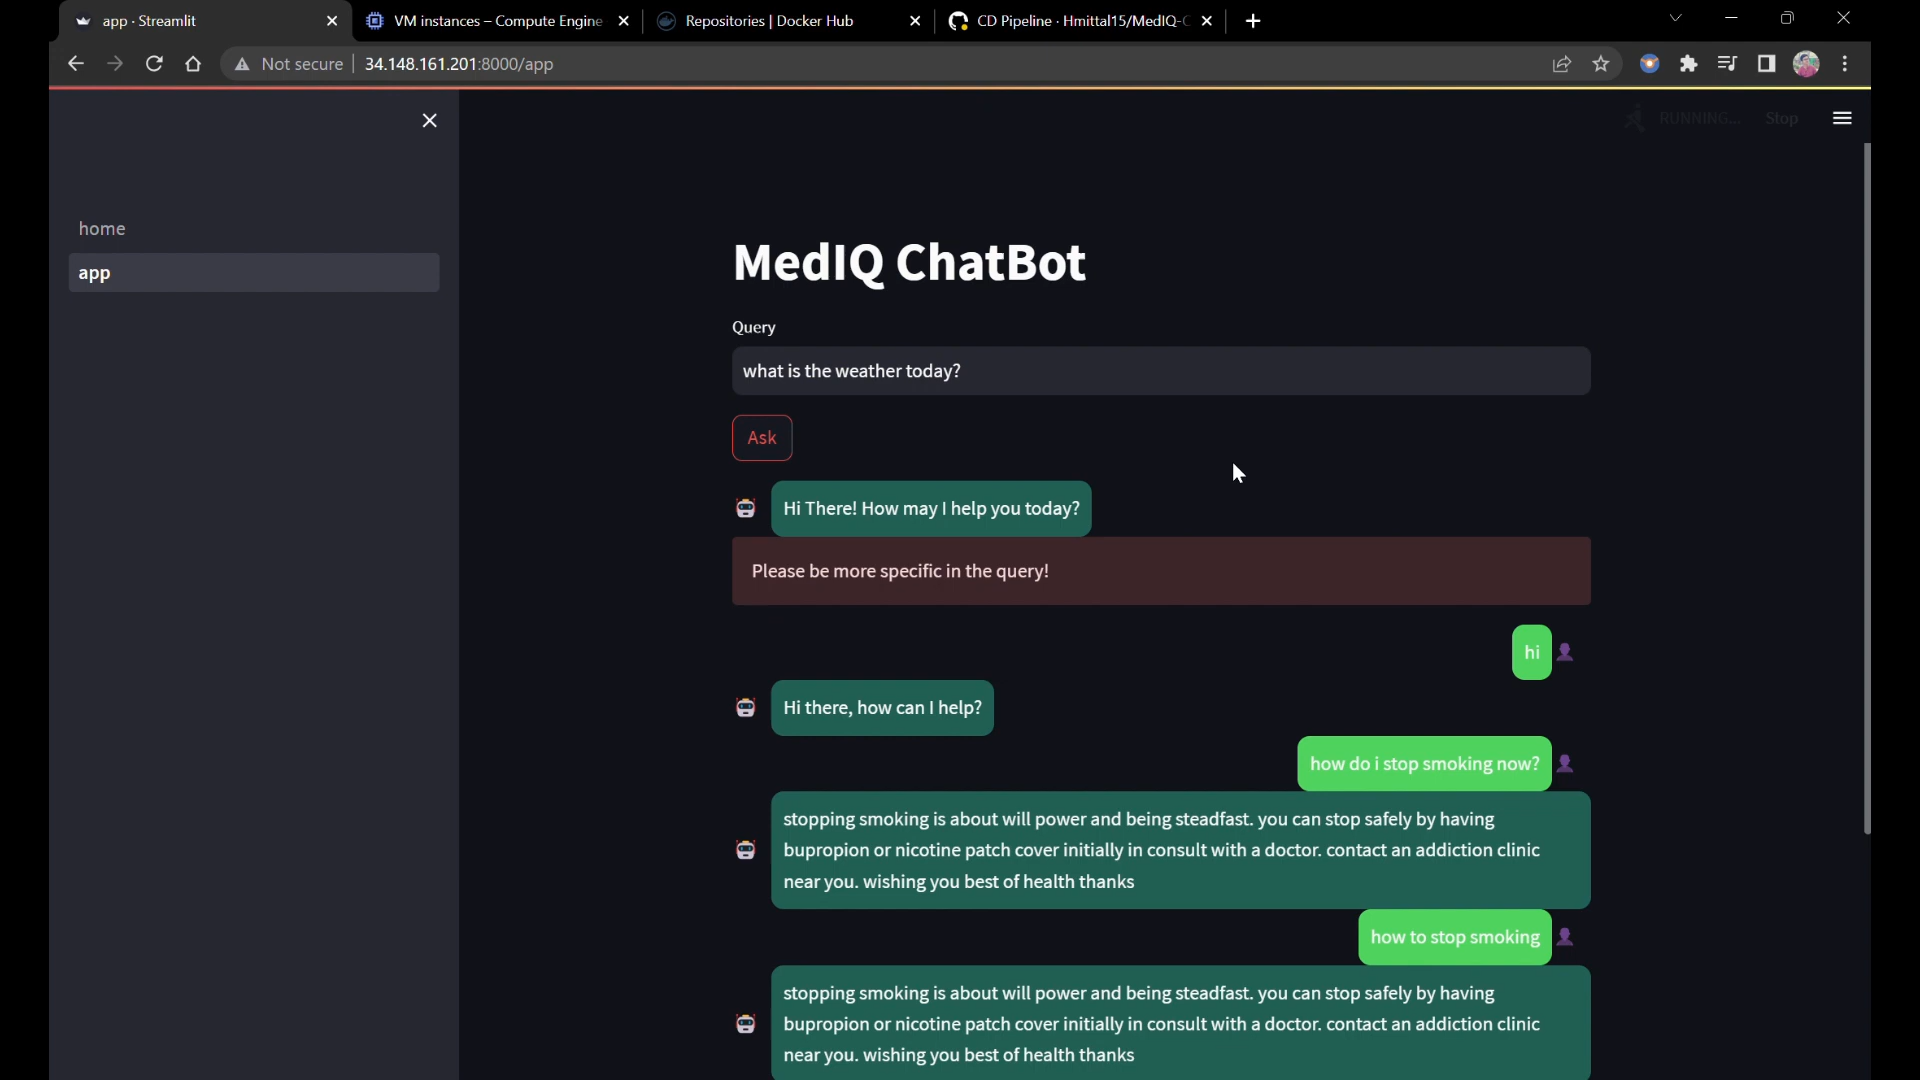 app · Streamlit
VM instances – Compute Engine
Repositories | Docker Hub
CD Pipeline · Hmittal15/MedIQ-C
Not secure
34.148.161.201:8000/app
RUNNING...
Stop
home
app
MedIQ ChatBot
Query
what is the weather today?
Ask
Hi There! How may I help you today?
Please be more specific in the query!
hi
Hi there, how can I help?
how do i stop smoking now?
stopping smoking is about will power and being steadfast. you can stop safely by having
bupropion or nicotine patch cover initially in consult with a doctor. contact an addiction clinic
near you. wishing you best of health thanks
how to stop smoking
stopping smoking is about will power and being steadfast. you can stop safely by having
bupropion or nicotine patch cover initially in consult with a doctor. contact an addiction clinic
near you. wishing you best of health thanks